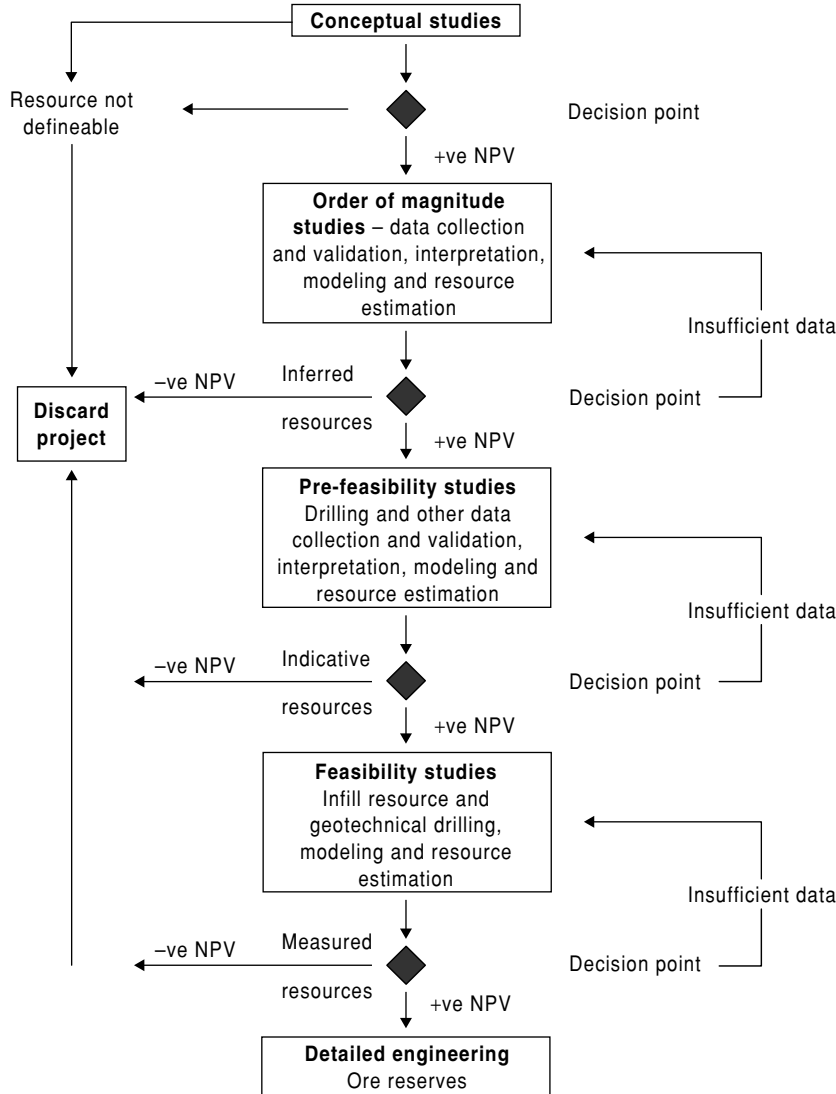 Conceptual studies
Resource not
defineable
Decision point
+ve NPV
Order of magnitude
studies – data collection
and validation, interpretation,
modeling and resource
estimation
Insufficient data
–ve NPV
Inferred
resources
Decision point
Discard
project
+ve NPV
Pre-feasibility studies
Drilling and other data
collection and validation,
interpretation, modeling and
resource estimation
Insufficient data
–ve NPV
Indicative
resources
Decision point
+ve NPV
Feasibility studies
Infill resource and
geotechnical drilling,
modeling and resource
estimation
Insufficient data
–ve NPV
Measured
resources
Decision point
+ve NPV
Detailed engineering
Ore reserves